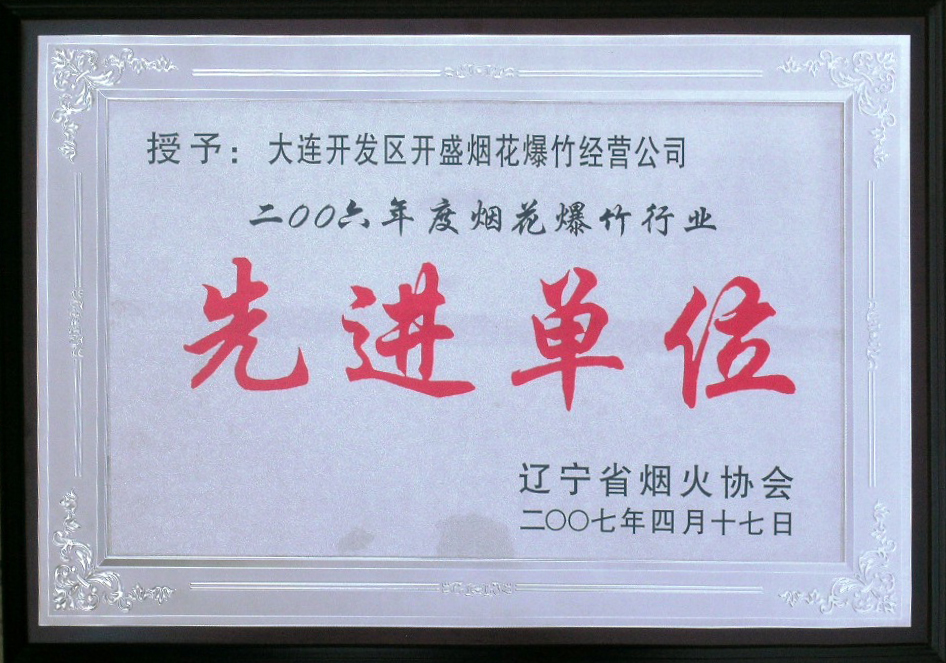 授予：大连开发区开盛烟花爆竹经营公司
二〇〇六年度烟花爆竹行业
先进单位
辽宁省烟火协会
二〇〇七年四月十七日